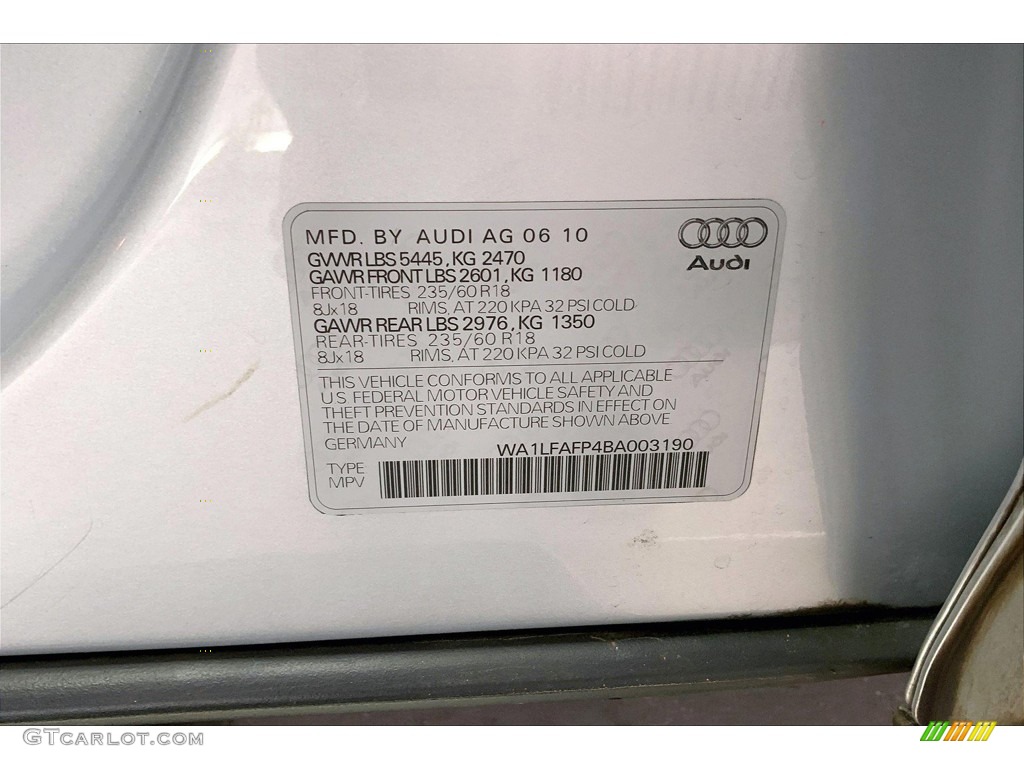 MFD. BY AUDI AG 06 10
GVWR LBS 5445, KG 2470
GAWR FRONT LBS 2601, KG 1180
FRONT-TIRES 235/60 R18
8Jx18 RIMS, AT 220 KPA 32 PSI COLD
GAWR REAR LBS 2976, KG 1350
REAR-TIRES 235/60 R18
8Jx18 RIMS, AT 220 KPA 32 PSI COLD
Audi
THIS VEHICLE CONFORMS TO ALL APPLICABLE
U.S. FEDERAL MOTOR VEHICLE SAFETY AND
THEFT PREVENTION STANDARDS IN EFFECT ON
THE DATE OF MANUFACTURE SHOWN ABOVE
GERMANY WA1LFAFP4BA003190
TYPE
MPV
GTCARLOT.COM